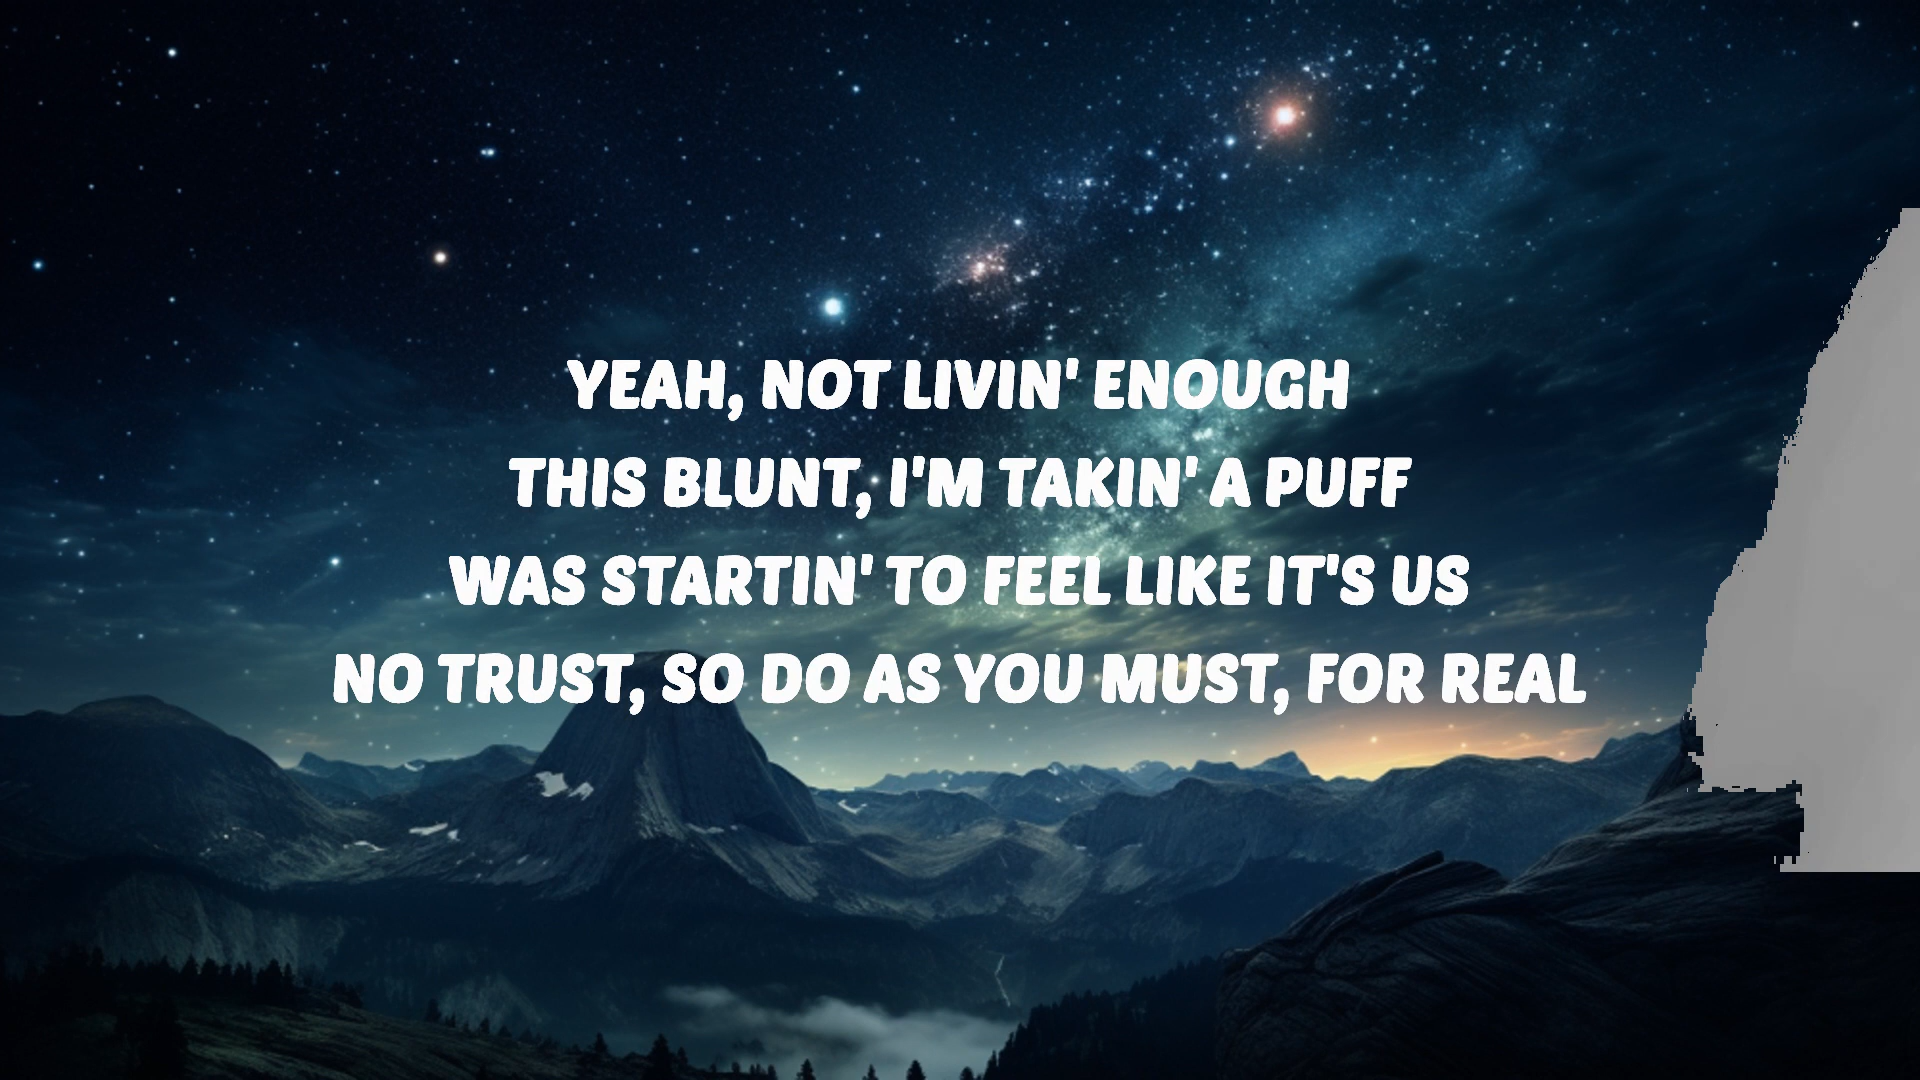 YEAH, NOT LIVIN' ENOUGH
THIS BLUNT, I'M TAKIN' A PUFF
WAS STARTIN' TO FEEL LIKE IT'S US
NO TRUST, SO DO AS YOU MUST, FOR REAL